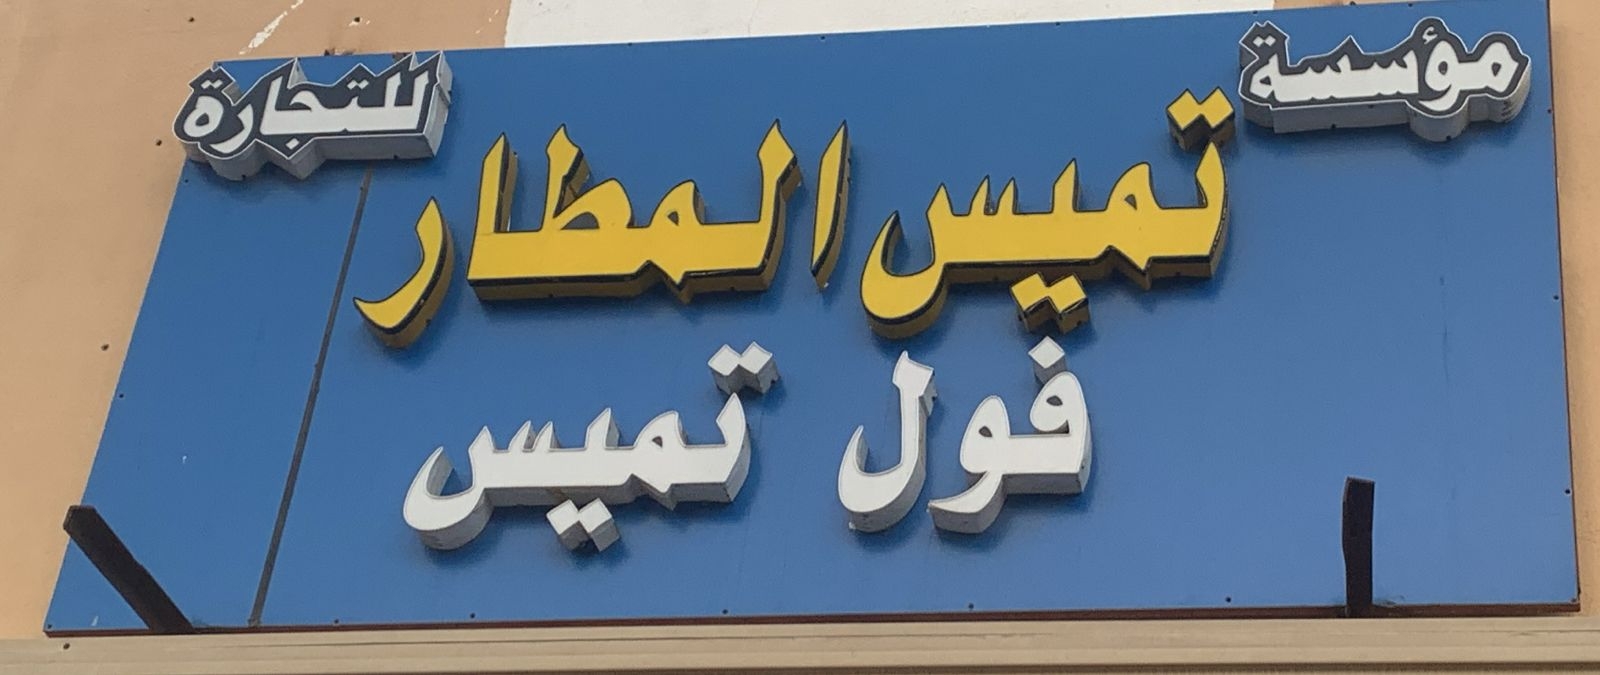 مؤسسة
تميس المطار
للتجارة
فول تميس